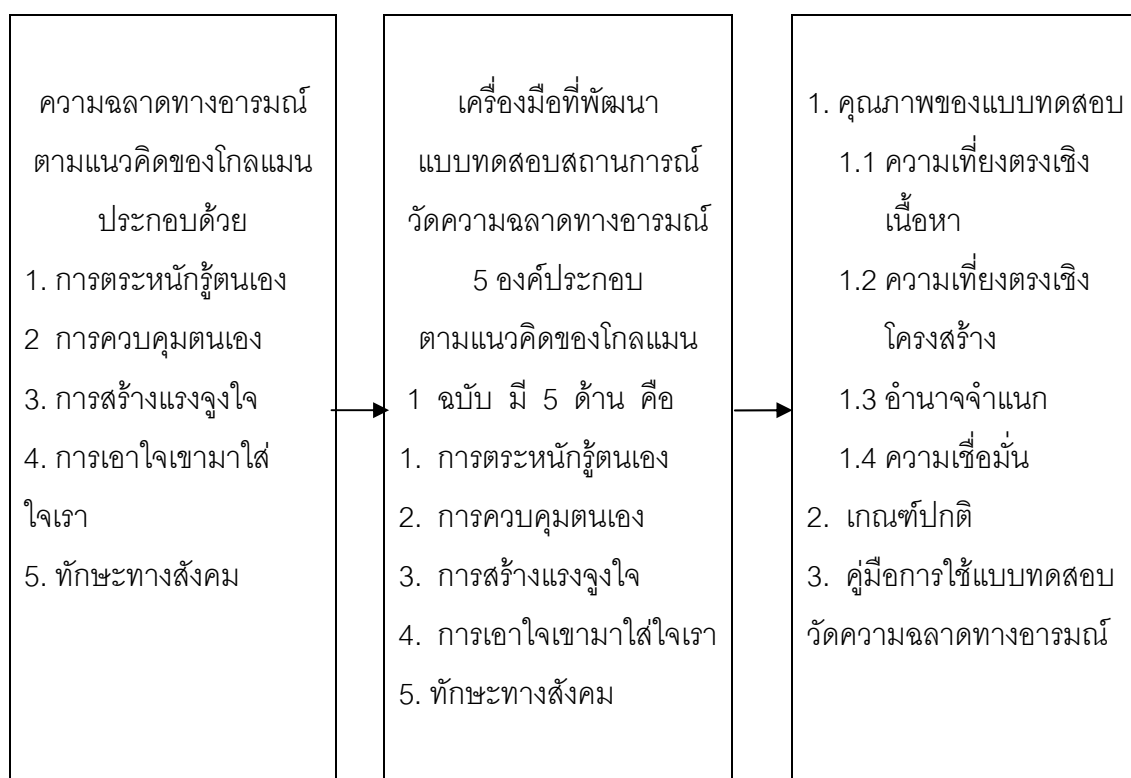 ความฉลาดทางอารมณ์
ตามแนวคิดของโกลแมน
ประกอบด้วย
1. การตระหนักรู้ตนเอง
2 การควบคุมตนเอง
3. การสร้างแรงจูงใจ
4. การเอาใจเขามาใส่
ใจเรา
5. ทักษะทางสังคม
เครื่องมือที่พัฒนา
แบบทดสอบสถานการณ์
วัดความฉลาดทางอารมณ์
5 องค์ประกอบ
ตามแนวคิดของโกลแมน
1 ฉบับ มี 5 ด้าน คือ
1. การตระหนักรู้ตนเอง
2. การควบคุมตนเอง
3. การสร้างแรงจูงใจ
4. การเอาใจเขามาใส่ใจเรา
5. ทักษะทางสังคม
1. คุณภาพของแบบทดสอบ
1.1 ความเที่ยงตรงเชิง
เนื้อหา
1.2 ความเที่ยงตรงเชิง
โครงสร้าง
1.3 อำนาจจำแนก
1.4 ความเชื่อมั่น
2. เกณฑ์ปกติ
3. คู่มือการใช้แบบทดสอบ
วัดความฉลาดทางอารมณ์